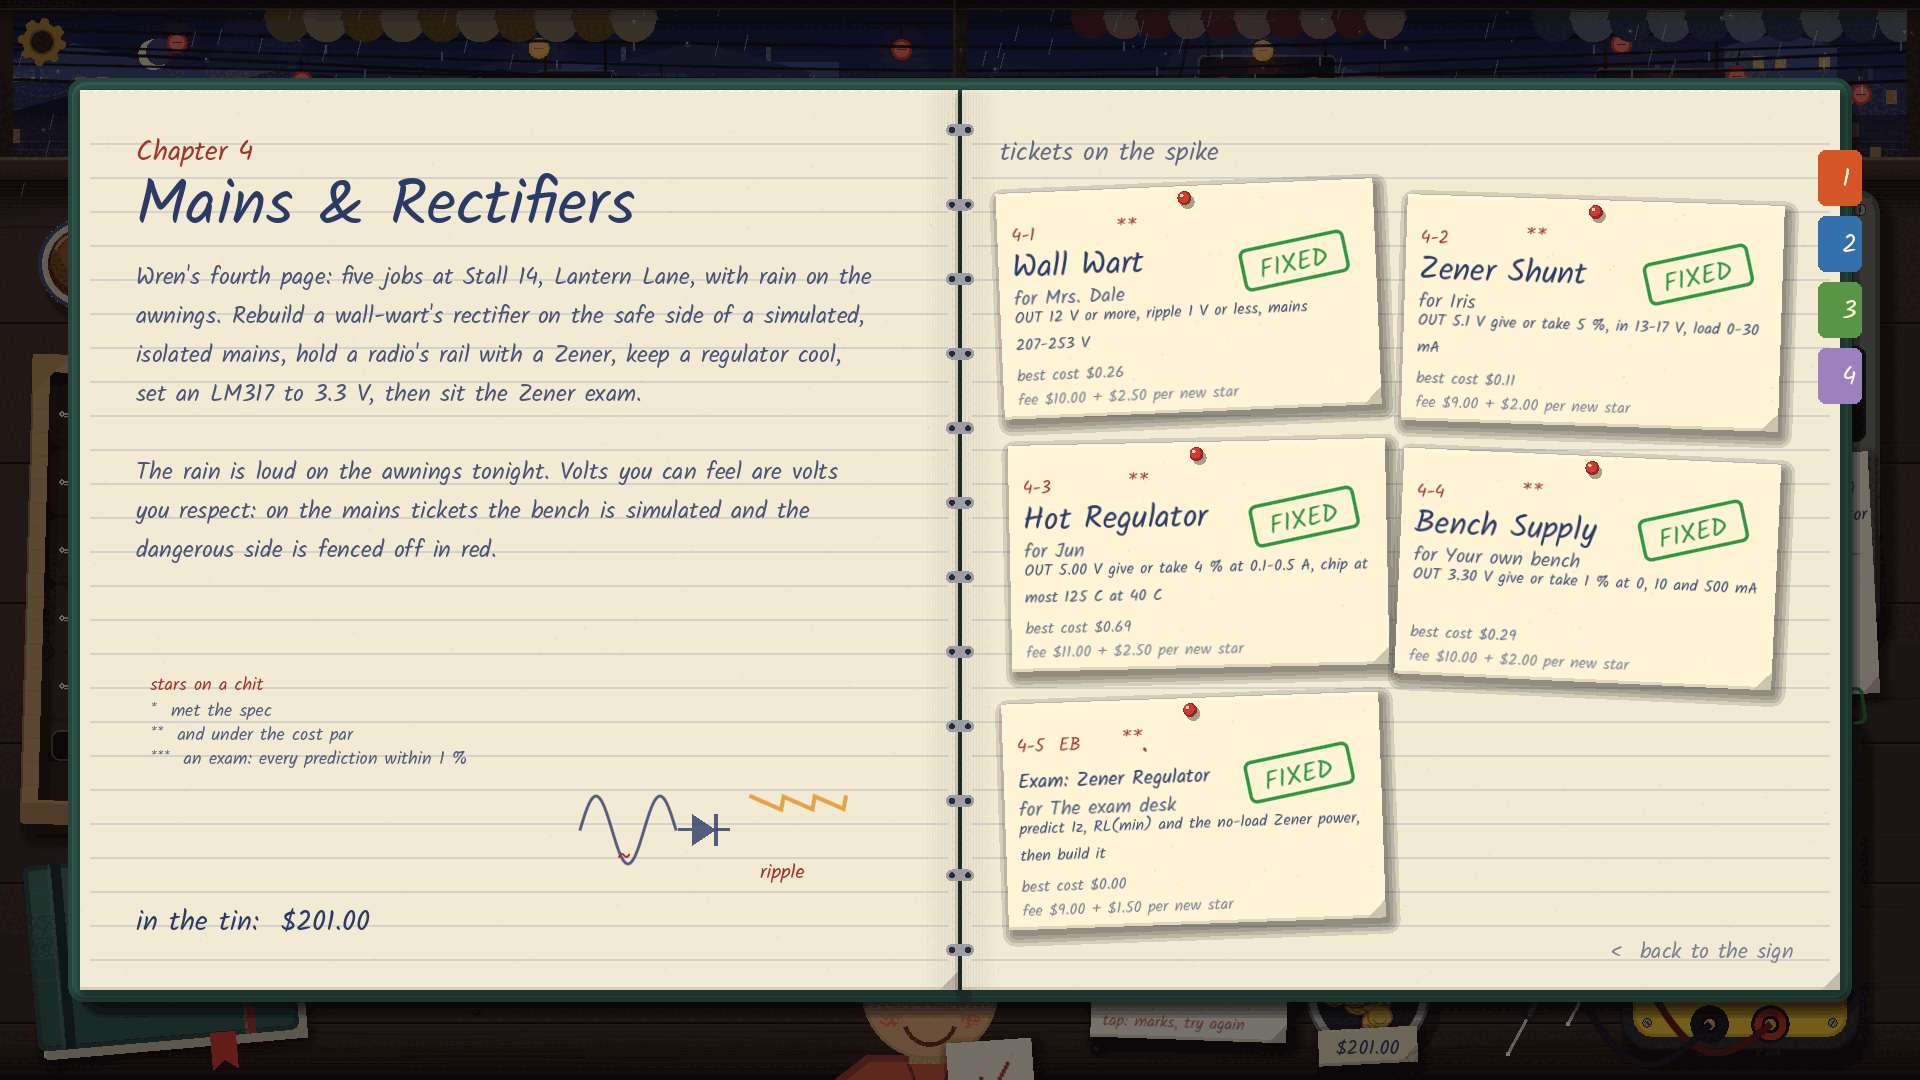 Chapter 4
Mains & Rectifiers
Wren's fourth page: five jobs at Stall 14, Lantern Lane, with rain on the
awnings. Rebuild a wall-wart's rectifier on the safe side of a simulated,
isolated mains, hold a radio's rail with a Zener, keep a regulator cool,
set an LM317 to 3.3 V, then sit the Zener exam.
The rain is loud on the awnings tonight. Volts you can feel are volts
you respect: on the mains tickets the bench is simulated and the
dangerous side is fenced off in red.
stars on a chit
* met the spec
** and under the cost par
*** an exam: every prediction within 1 %
~
ripple
in the tin: $201.00
tickets on the spike
4-1 **
Wall Wart
FIXED
for Mrs. Dale
OUT 12 V or more, ripple 1 V or less, mains
207-253 V
best cost $0.26
fee $10.00 + $2.50 per new star
4-2 **
Zener Shunt
FIXED
for Iris
OUT 5.1 V give or take 5 %, in 13-17 V, load 0-30
mA
best cost $0.11
fee $9.00 + $2.00 per new star
4-3 **
Hot Regulator
FIXED
for Jun
OUT 5.00 V give or take 4 % at 0.1-0.5 A, chip at
most 125 C at 40 C
best cost $0.69
fee $11.00 + $2.50 per new star
4-4 **
Bench Supply
FIXED
for Your own bench
OUT 3.30 V give or take 1 % at 0, 10 and 500 mA
best cost $0.29
fee $10.00 + $2.00 per new star
4-5 EB **
Exam: Zener Regulator
FIXED
for The exam desk
predict Iz, RL(min) and the no-load Zener power,
then build it
best cost $0.00
fee $9.00 + $1.50 per new star
< back to the sign
1
2
3
4
tap: marks, try again
$201.00